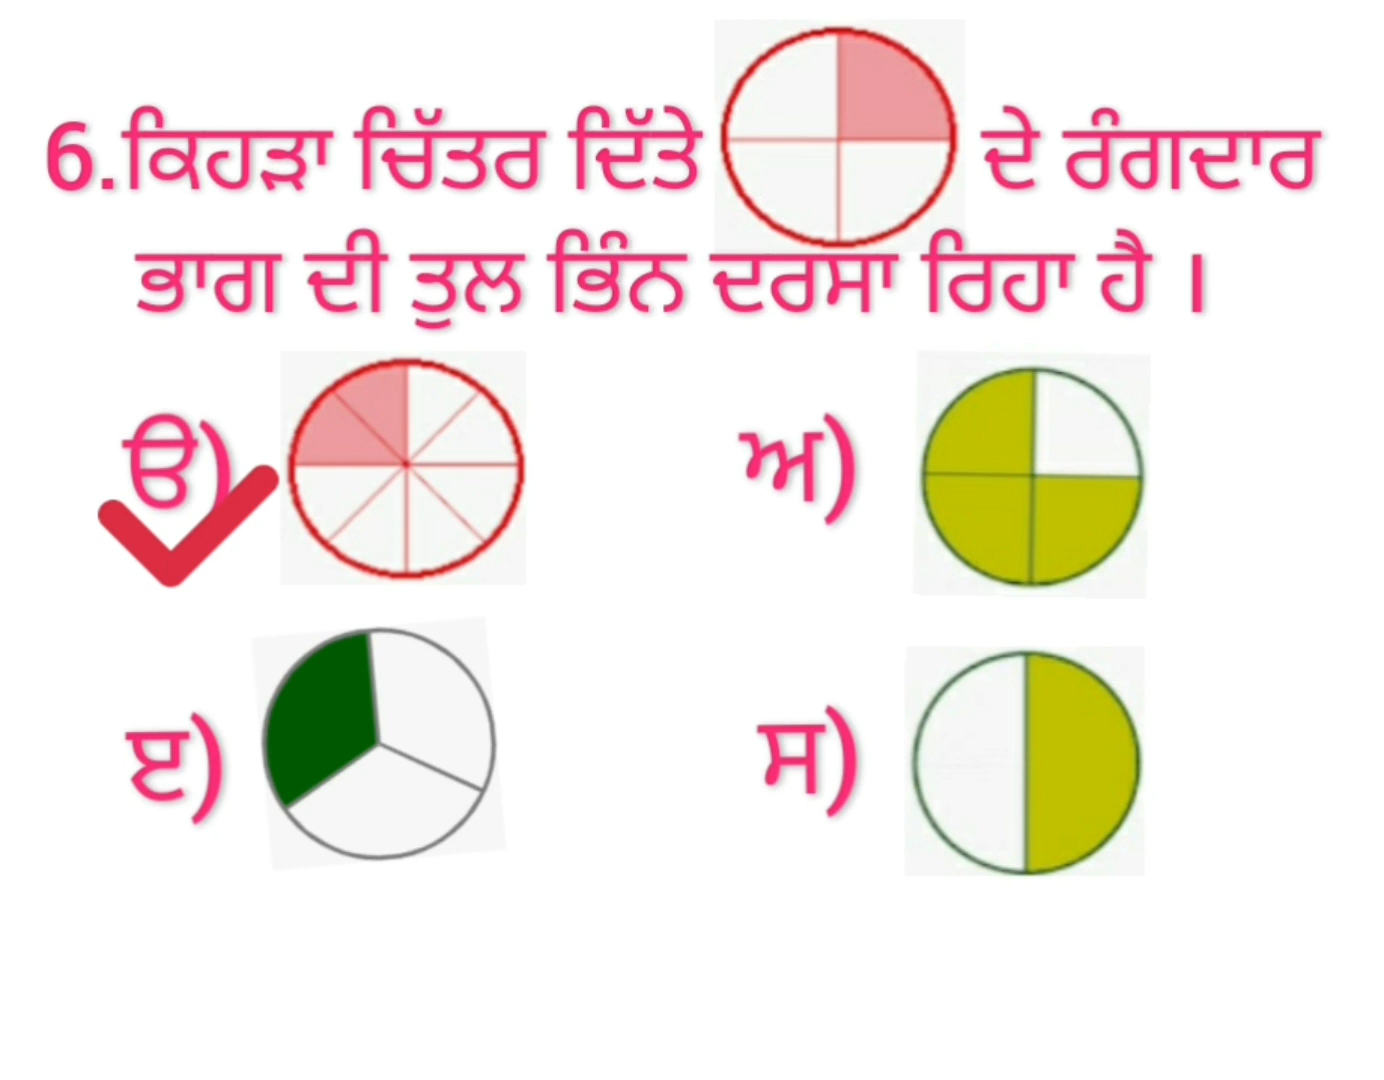 6.ਕਿਹੜਾ ਚਿੱਤਰ ਦਿੱਤੇ ਦੇ ਰੰਗਦਾਰ
ਭਾਗ ਦੀ ਤੁਲ ਭਿੰਨ ਦਰਸਾ ਰਿਹਾ ਹੈ ।
ੳ) ਅ)
ੲ) ਸ)